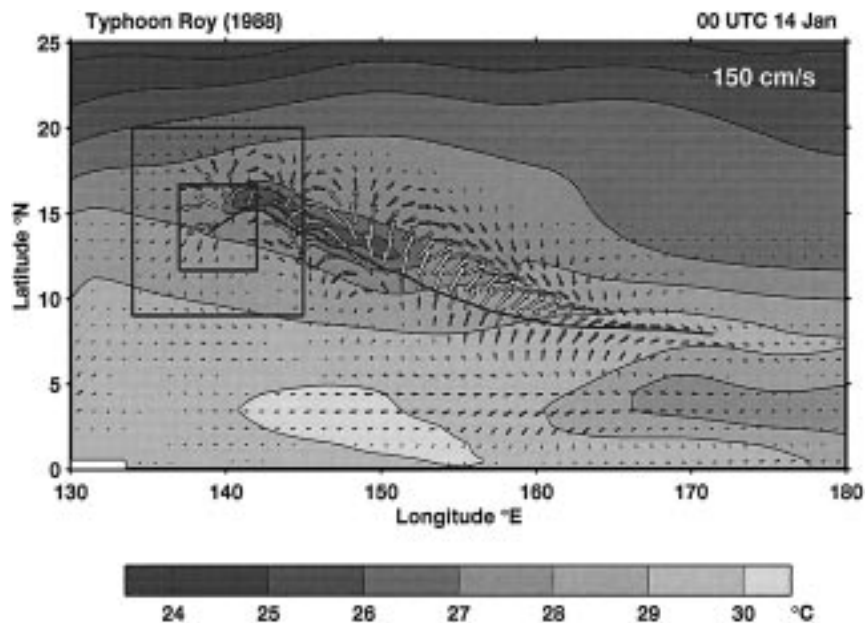 Typhoon Roy (1988) 00 UTC 14 Jan
25
150 cm/s
20
15
10
5
0
Latitude °N
130 140 150 160 170 180
Longitude °E
24 25 26 27 28 29 30 °C